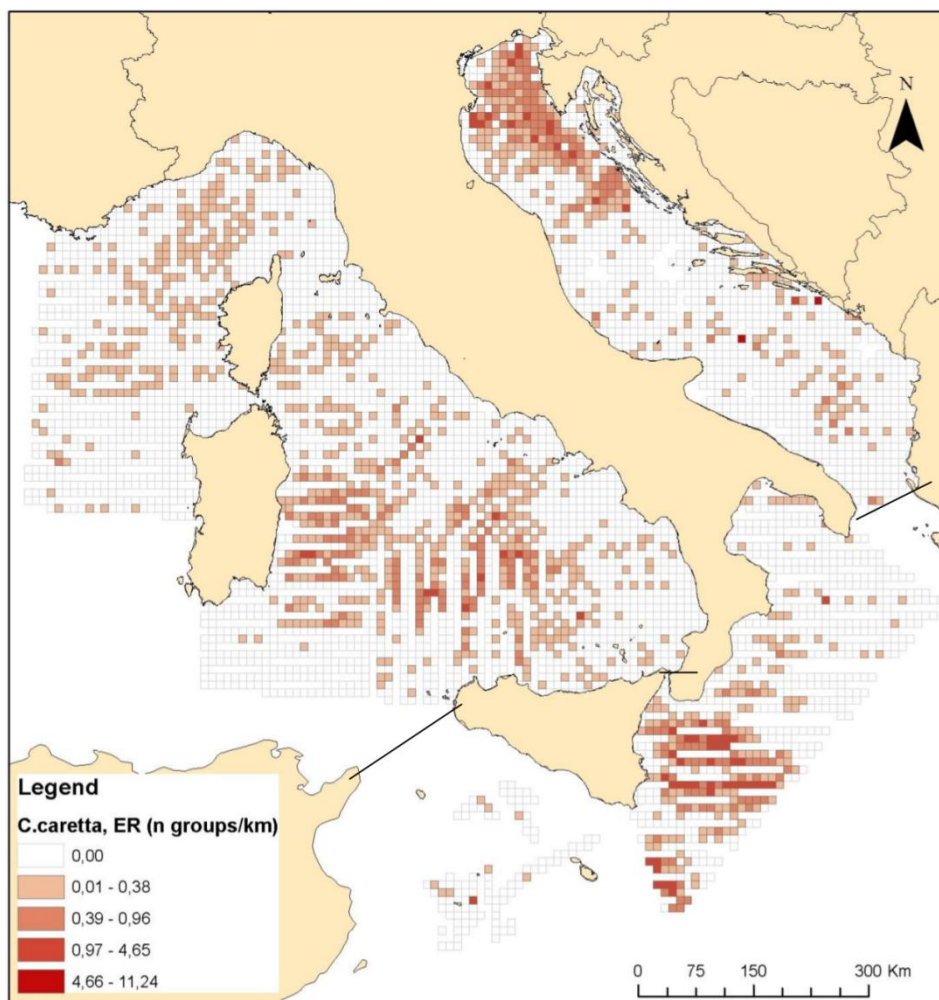 N
Legend
C.caretta, ER (n groups/km)
0,00
0,01 - 0,38
0,39 - 0,96
0,97 - 4,65
4,66 - 11,24
0 75 150 300 Km